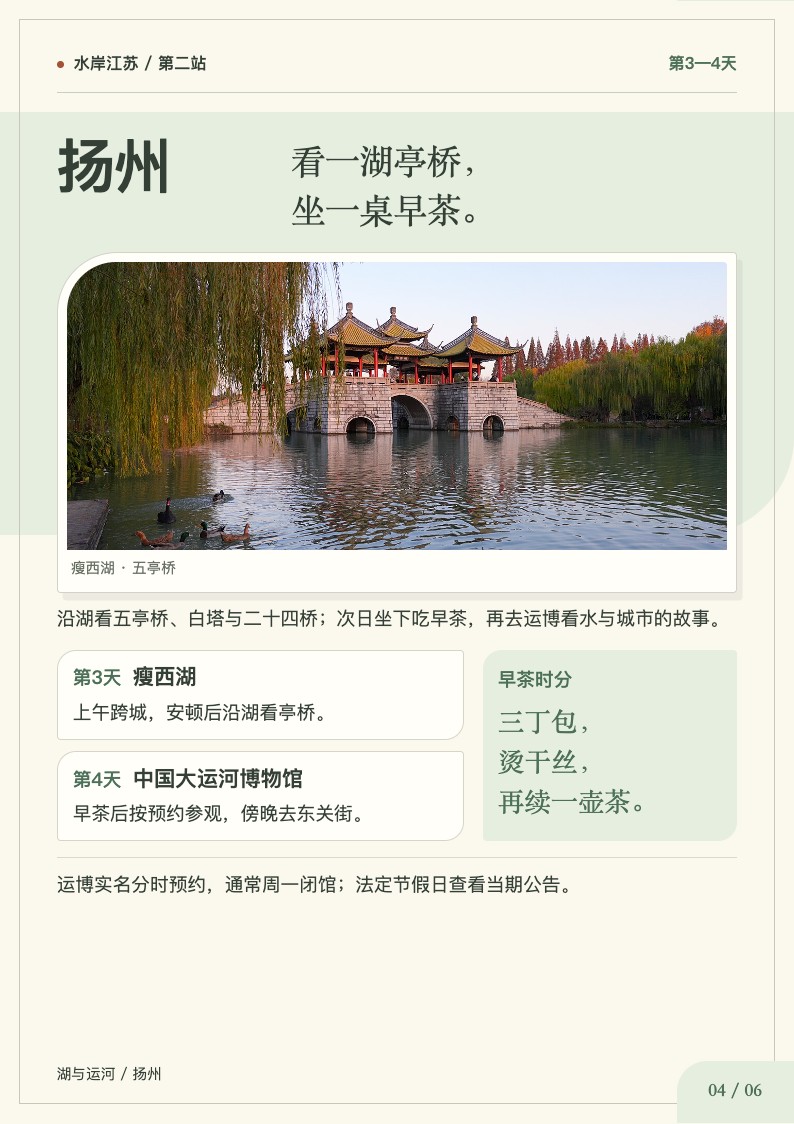 水岸江苏 / 第二站
第3—4天
扬州
看一湖亭桥，
坐一桌早茶。
瘦西湖 · 五亭桥
沿湖看五亭桥、白塔与二十四桥；次日坐下吃早茶，再去运博看水与城市的故事。
第3天 瘦西湖
上午跨城，安顿后沿湖看亭桥。
第4天 中国大运河博物馆
早茶后按预约参观，傍晚去东关街。
早茶时分
三丁包，
烫干丝，
再续一壶茶。
运博实名分时预约，通常周一闭馆；法定节假日查看当期公告。
湖与运河 / 扬州
04 / 06